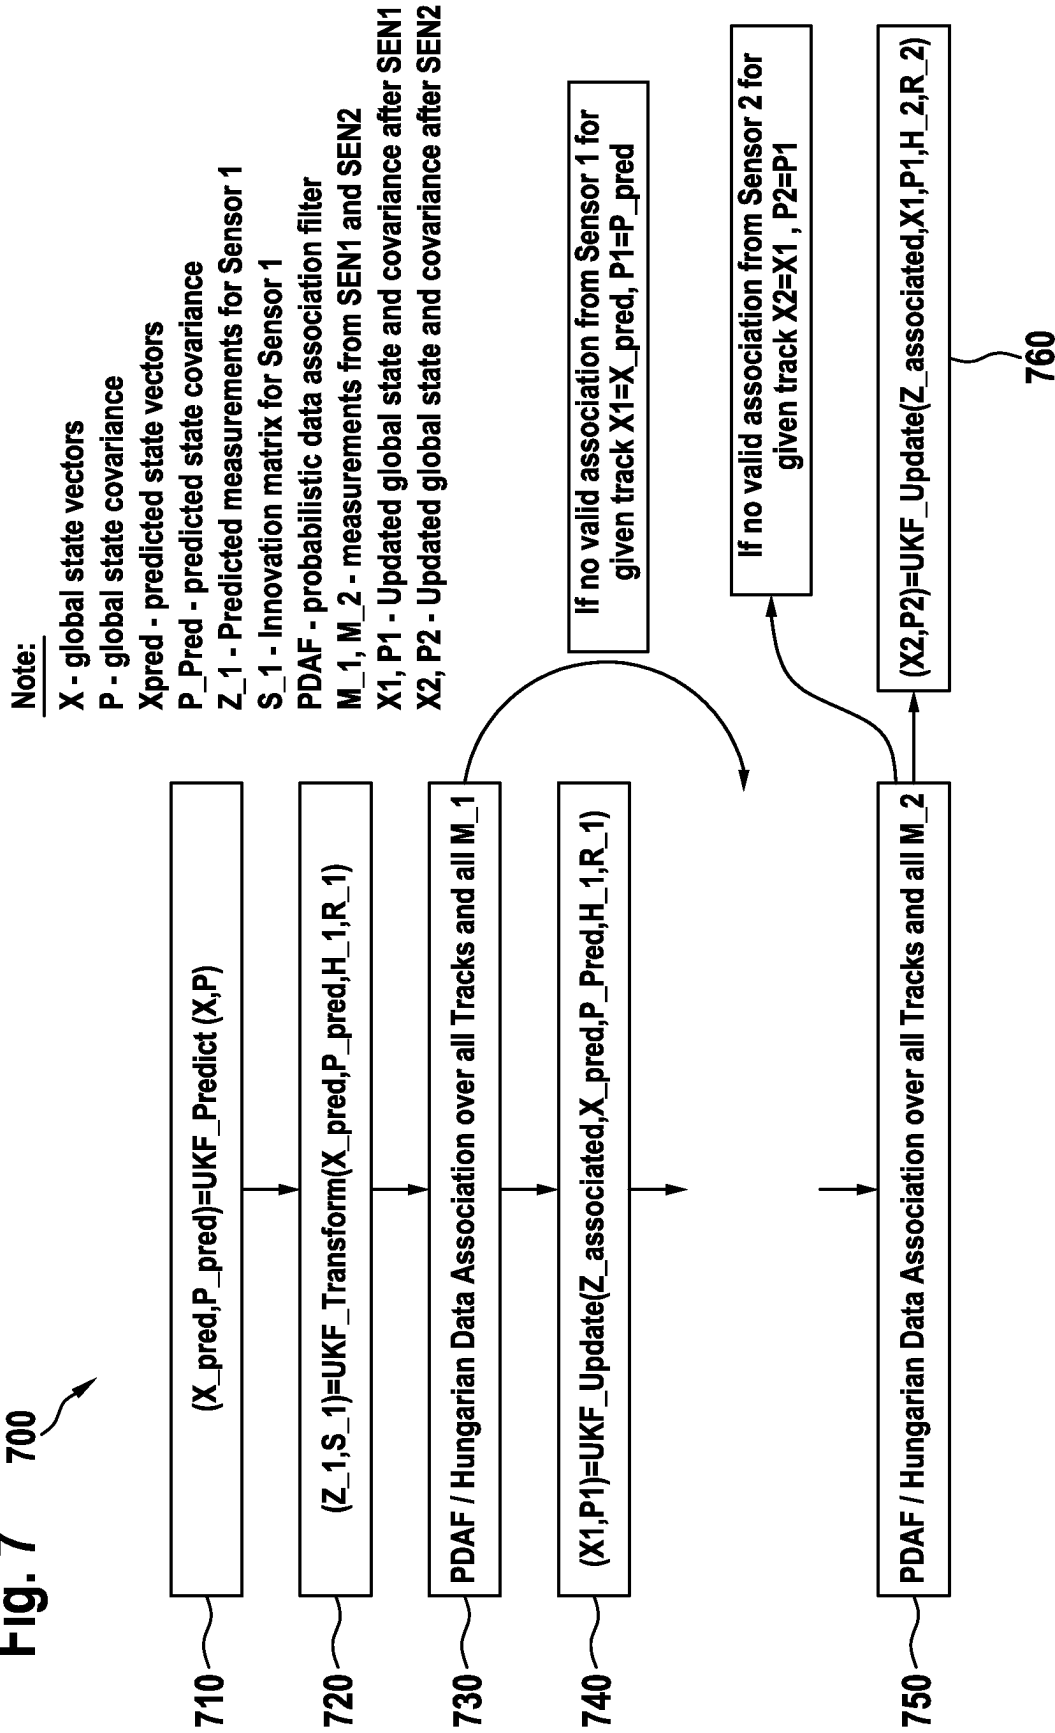 Fig. 7
700
Note:
X - global state vectors
P - global state covariance
Xpred - predicted state vectors
P_Pred - predicted state covariance
Z_1 - Predicted measurements for Sensor 1
S_1 - Innovation matrix for Sensor 1
PDAF - probabilistic data association filter
M_1, M_2 - measurements from SEN1 and SEN2
X1, P1 - Updated global state and covariance after SEN1
X2, P2 - Updated global state and covariance after SEN2
710
(X_pred,P_pred)=UKF_Predict (X,P)
720
(Z_1,S_1)=UKF_Transform(X_pred,P_pred,H_1,R_1)
730
PDAF / Hungarian Data Association over all Tracks and all M_1
740
(X1,P1)=UKF_Update(Z_associated,X_pred,P_Pred,H_1,R_1)
If no valid association from Sensor 1 for
given track X1=X_pred, P1=P_pred
If no valid association from Sensor 2 for
given track X2=X1 , P2=P1
750
PDAF / Hungarian Data Association over all Tracks and all M_2
(X2,P2)=UKF_Update(Z_associated,X1,P1,H_2,R_2)
760